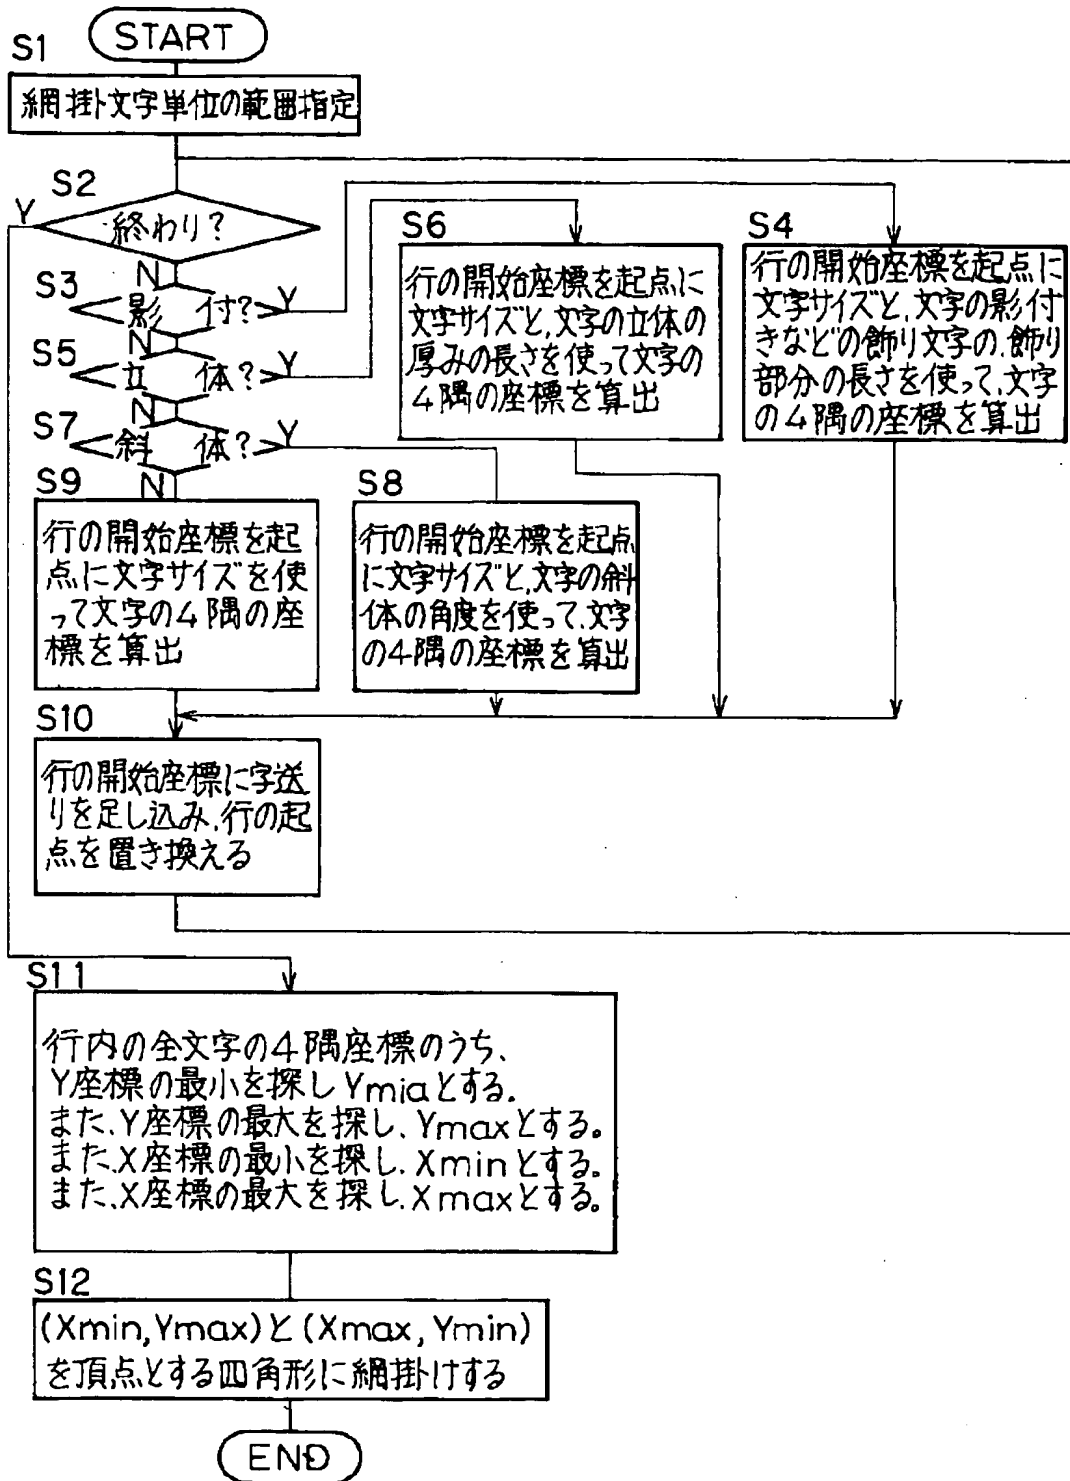 START
S1
網掛ト文字単位の範囲指定
S2
Y
終わり?
N
S3
影 付?
Y
N
S5
立 体?
Y
N
S7
斜 体?
Y
N
S6
行の開始座標を起点に
文字サイズと、文字の立体の
厚みの長さを使って文字の
4隅の座標を算出
S4
行の開始座標を起点に
文字サイズと、文字の影付
きなどの飾り文字の、飾り
部分の長さを使って、文字
の4隅の座標を算出
S9
行の開始座標を起
点に文字サイズを使
って文字の4隅の座
標を算出
S8
行の開始座標を起点
に文字サイズと、文字の斜
体の角度を使って、文字
の4隅の座標を算出
S10
行の開始座標に字送
りを足し込み、行の起
点を置き換える
S11
行内の全文字の4隅座標のうち、
Y座標の最小を探しYmiaとする。
また、Y座標の最大を探し、Ymaxとする。
また、X座標の最小を探し、Xminとする。
また、X座標の最大を探し、Xmaxとする。
S12
(Xmin,Ymax)と(Xmax,Ymin)
を頂点とする四角形に網掛けする
END